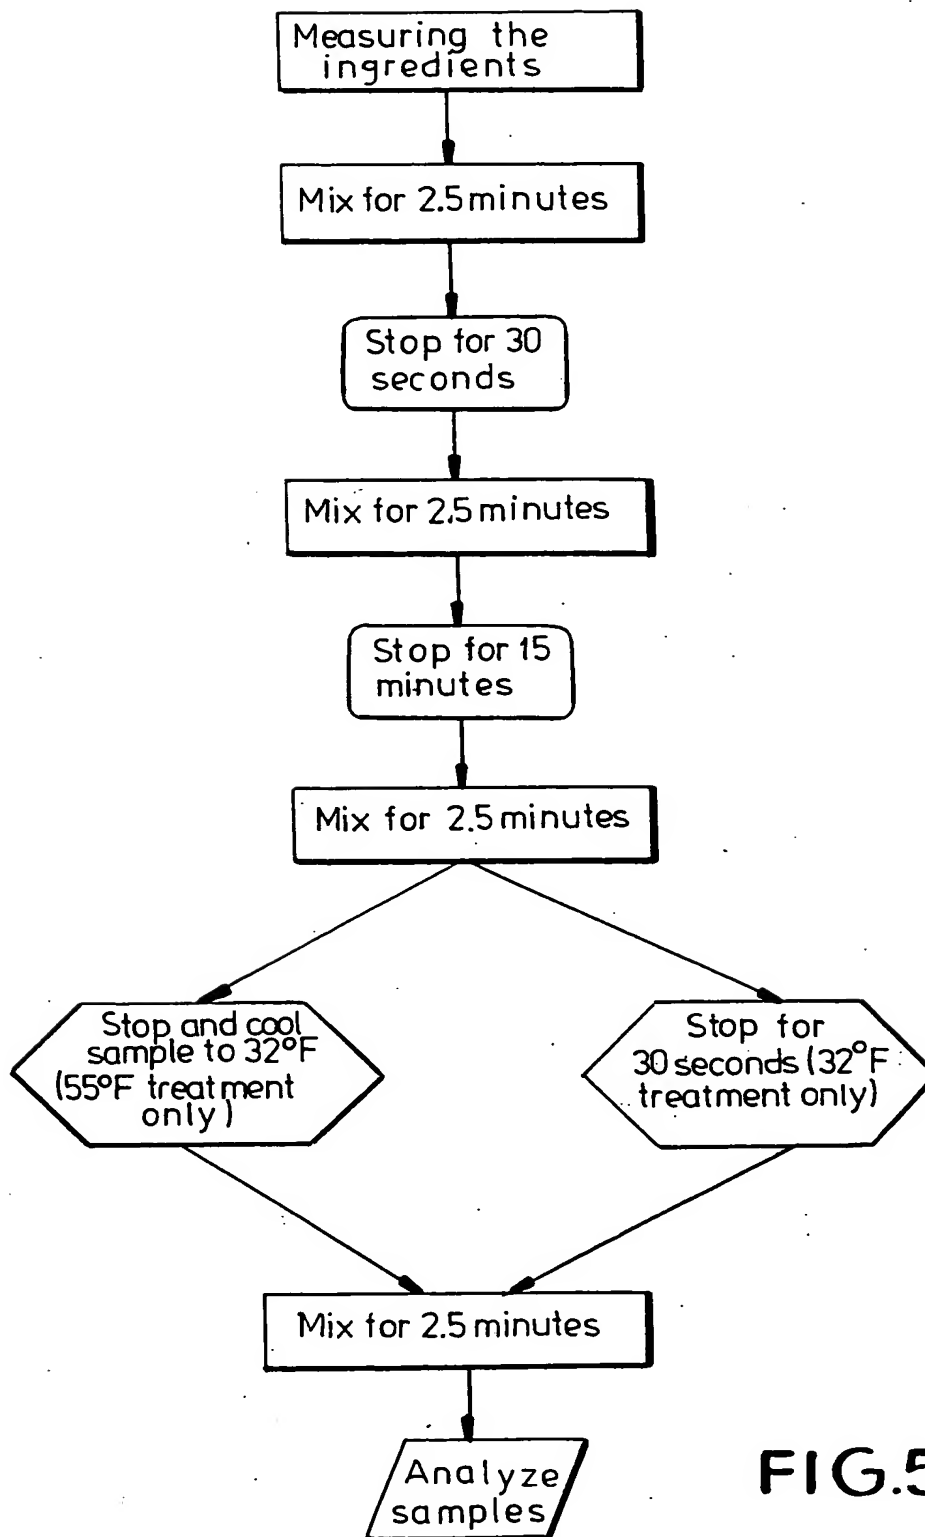 Measuring the
ingredients
Mix for 2.5 minutes
Stop for 30
seconds
Mix for 2.5 minutes
Stop for 15
minutes
Mix for 2.5 minutes
Stop and cool
sample to 32°F
(55°F treatment
only)
Stop for
30 seconds (32°F
treatment only)
Mix for 2.5 minutes
Analyze
samples
FIG.5